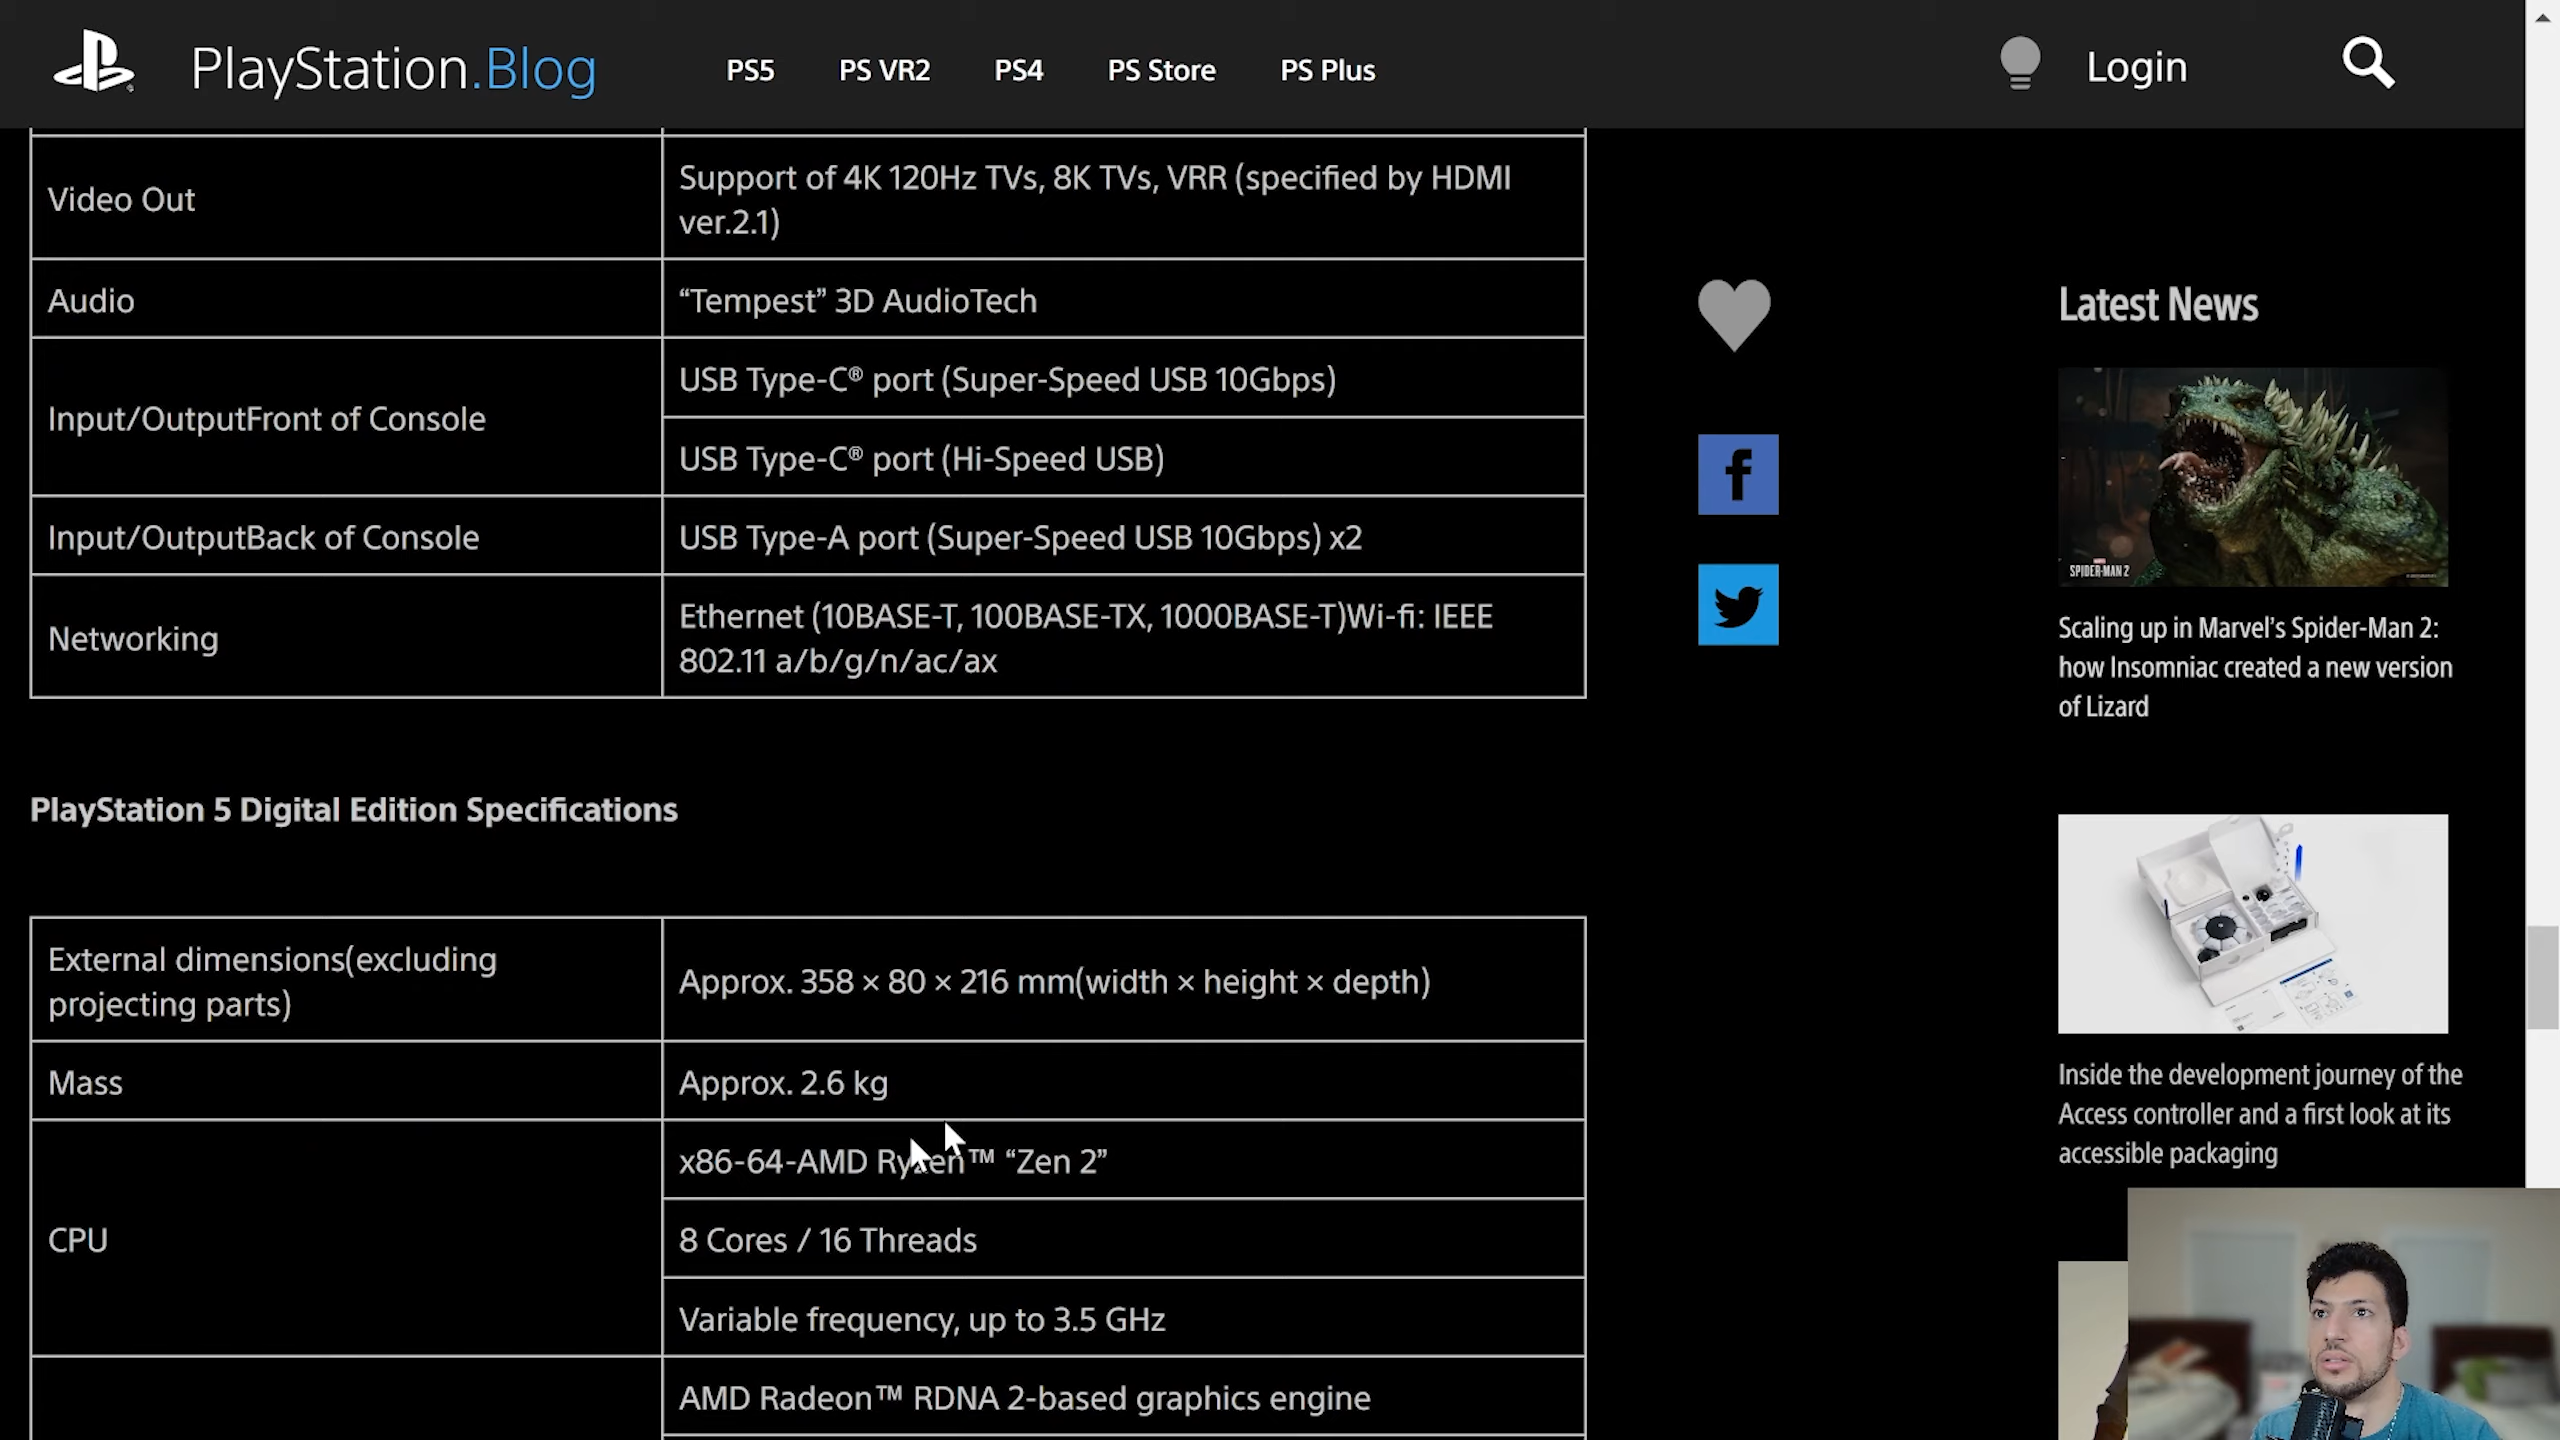 PlayStation.Blog
PS5
PS VR2
PS4
PS Store
PS Plus
Login
Video Out
Support of 4K 120Hz TVs, 8K TVs, VRR (specified by HDMI
ver.2.1)
Audio
“Tempest” 3D AudioTech
Input/OutputFront of Console
USB Type-C® port (Super-Speed USB 10Gbps)
USB Type-C® port (Hi-Speed USB)
Input/OutputBack of Console
USB Type-A port (Super-Speed USB 10Gbps) x2
Networking
Ethernet (10BASE-T, 100BASE-TX, 1000BASE-T)Wi-fi: IEEE
802.11 a/b/g/n/ac/ax
PlayStation 5 Digital Edition Specifications
External dimensions(excluding
projecting parts)
Approx. 358 × 80 × 216 mm(width × height × depth)
Mass
Approx. 2.6 kg
CPU
x86-64-AMD Ryzen™ “Zen 2”
8 Cores / 16 Threads
Variable frequency, up to 3.5 GHz
AMD Radeon™ RDNA 2-based graphics engine
Latest News
SPIDER-MAN 2
Scaling up in Marvel’s Spider-Man 2:
how Insomniac created a new version
of Lizard
Inside the development journey of the
Access controller and a first look at its
accessible packaging